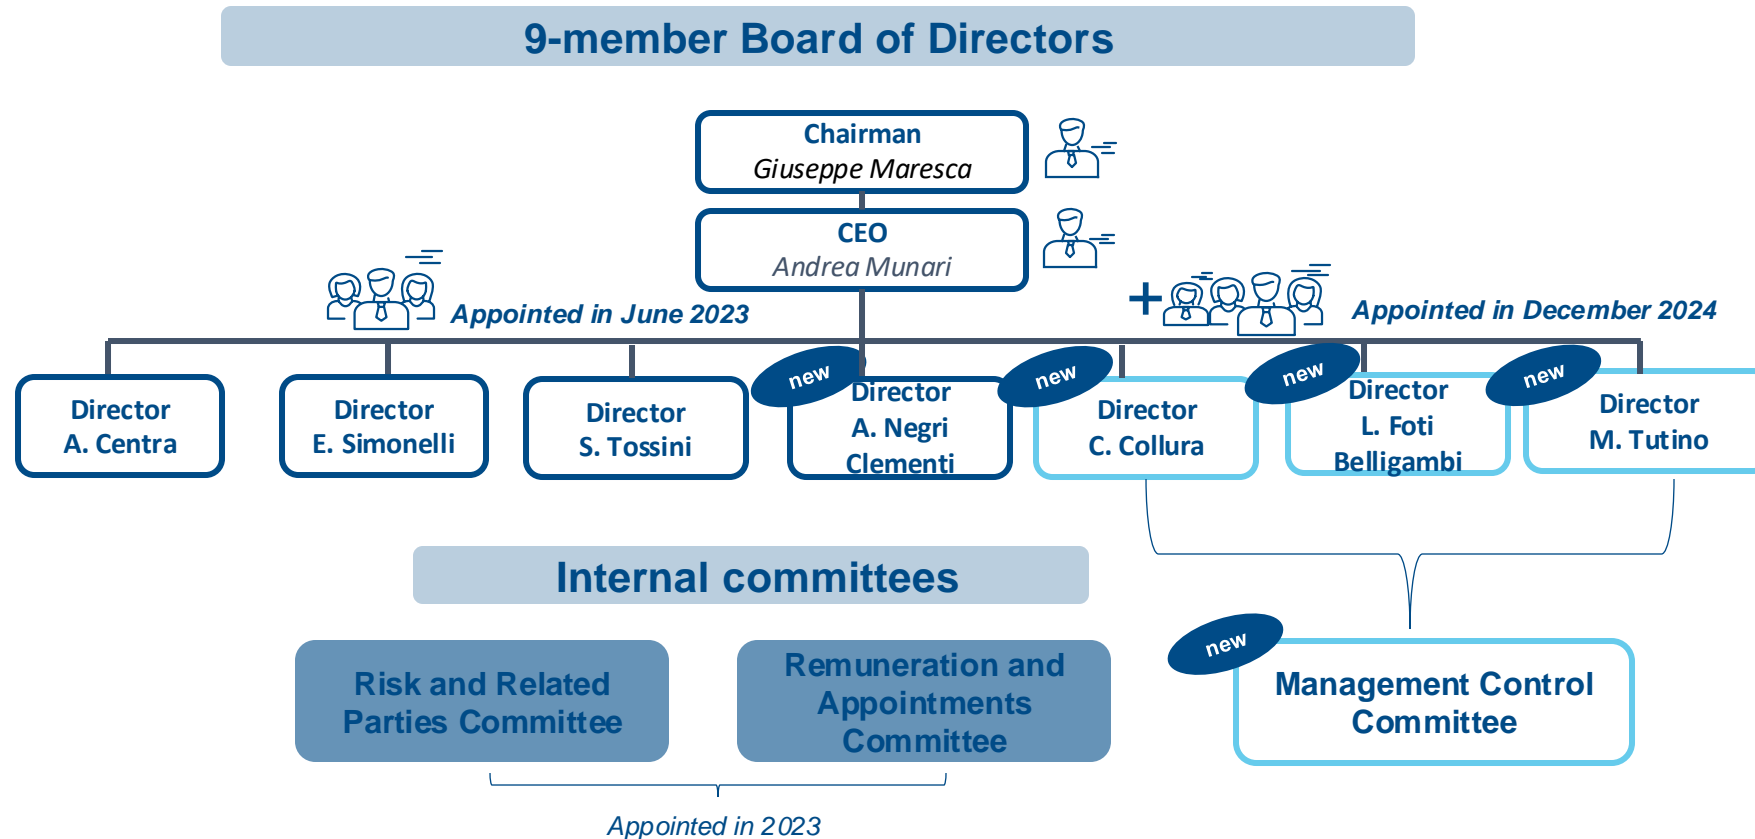 9-member Board of Directors
Chairman
Giuseppe Maresca
CEO
Andrea Munari
Appointed in June 2023
+
Appointed in December 2024
Director
A. Centra
Director
E. Simonelli
Director
S. Tossini
new
Director
A. Negri
Clementi
new
Director
C. Collura
new
Director
L. Foti
Belligambi
new
Director
M. Tutino
Internal committees
Risk and Related
Parties Committee
Remuneration and
Appointments
Committee
new
Management Control
Committee
Appointed in 2023